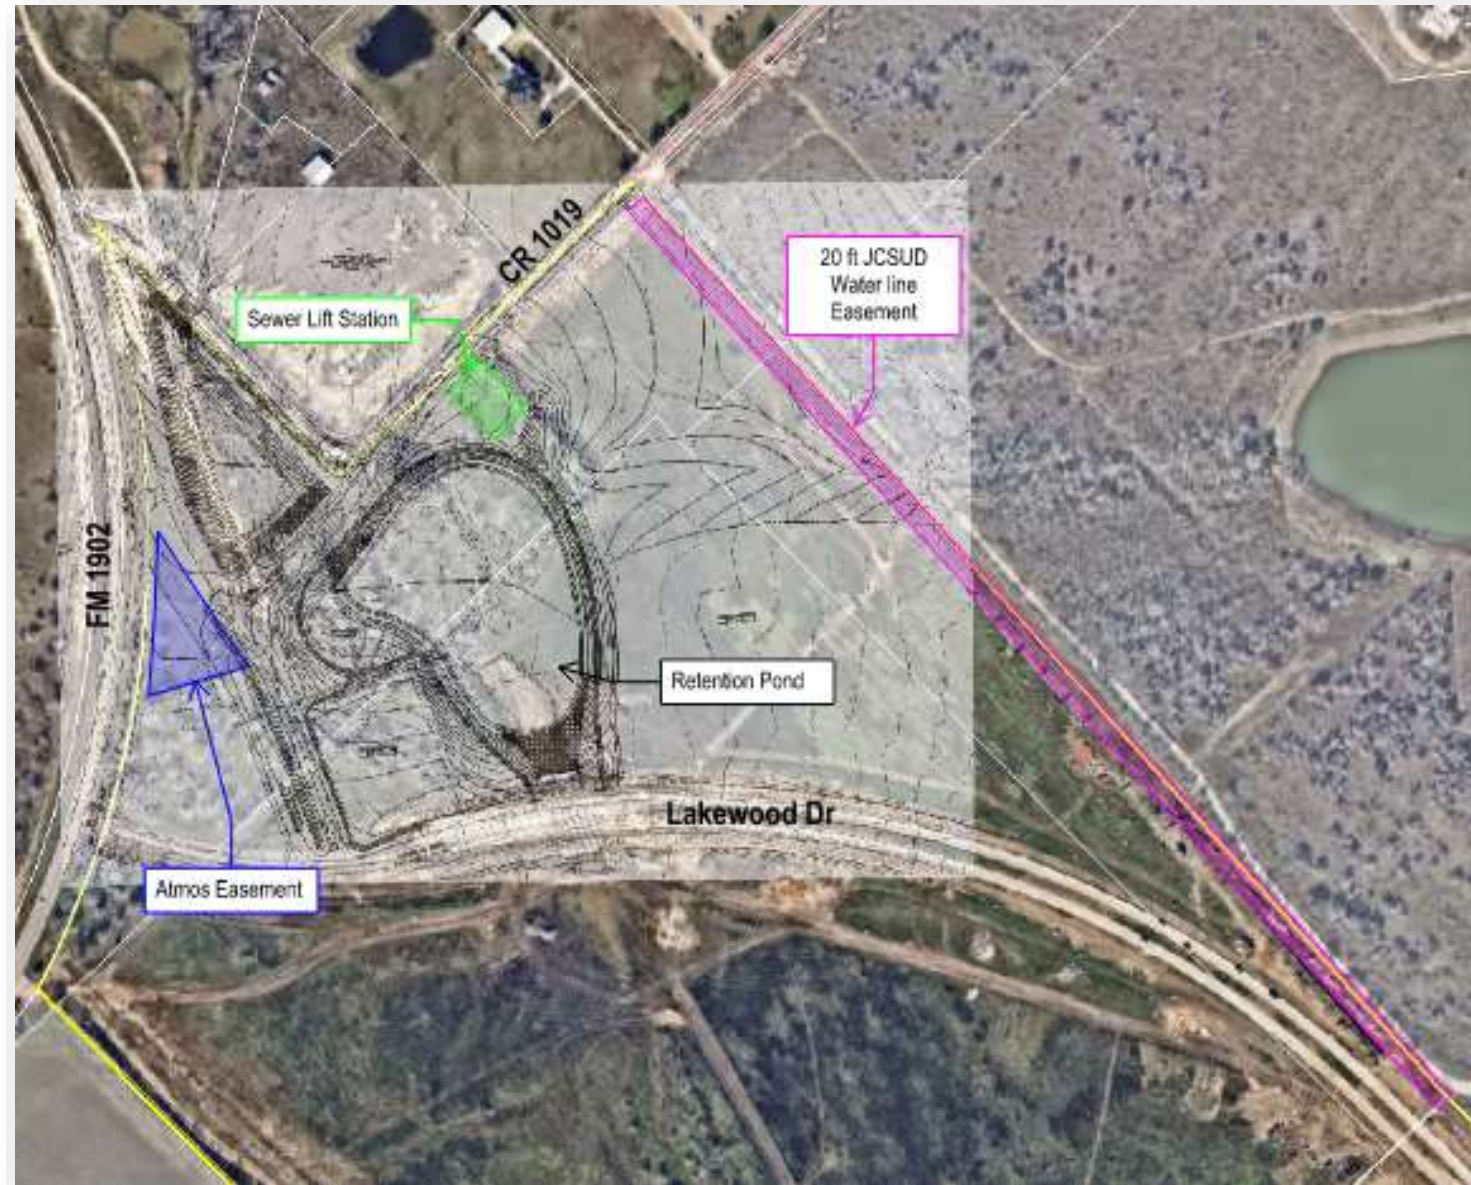 CR 1019
20 ft JCSUD
Water line
Easement
Sewer Lift Station
FM 1902
Retention Pond
Lakewood Dr
Atmos Easement